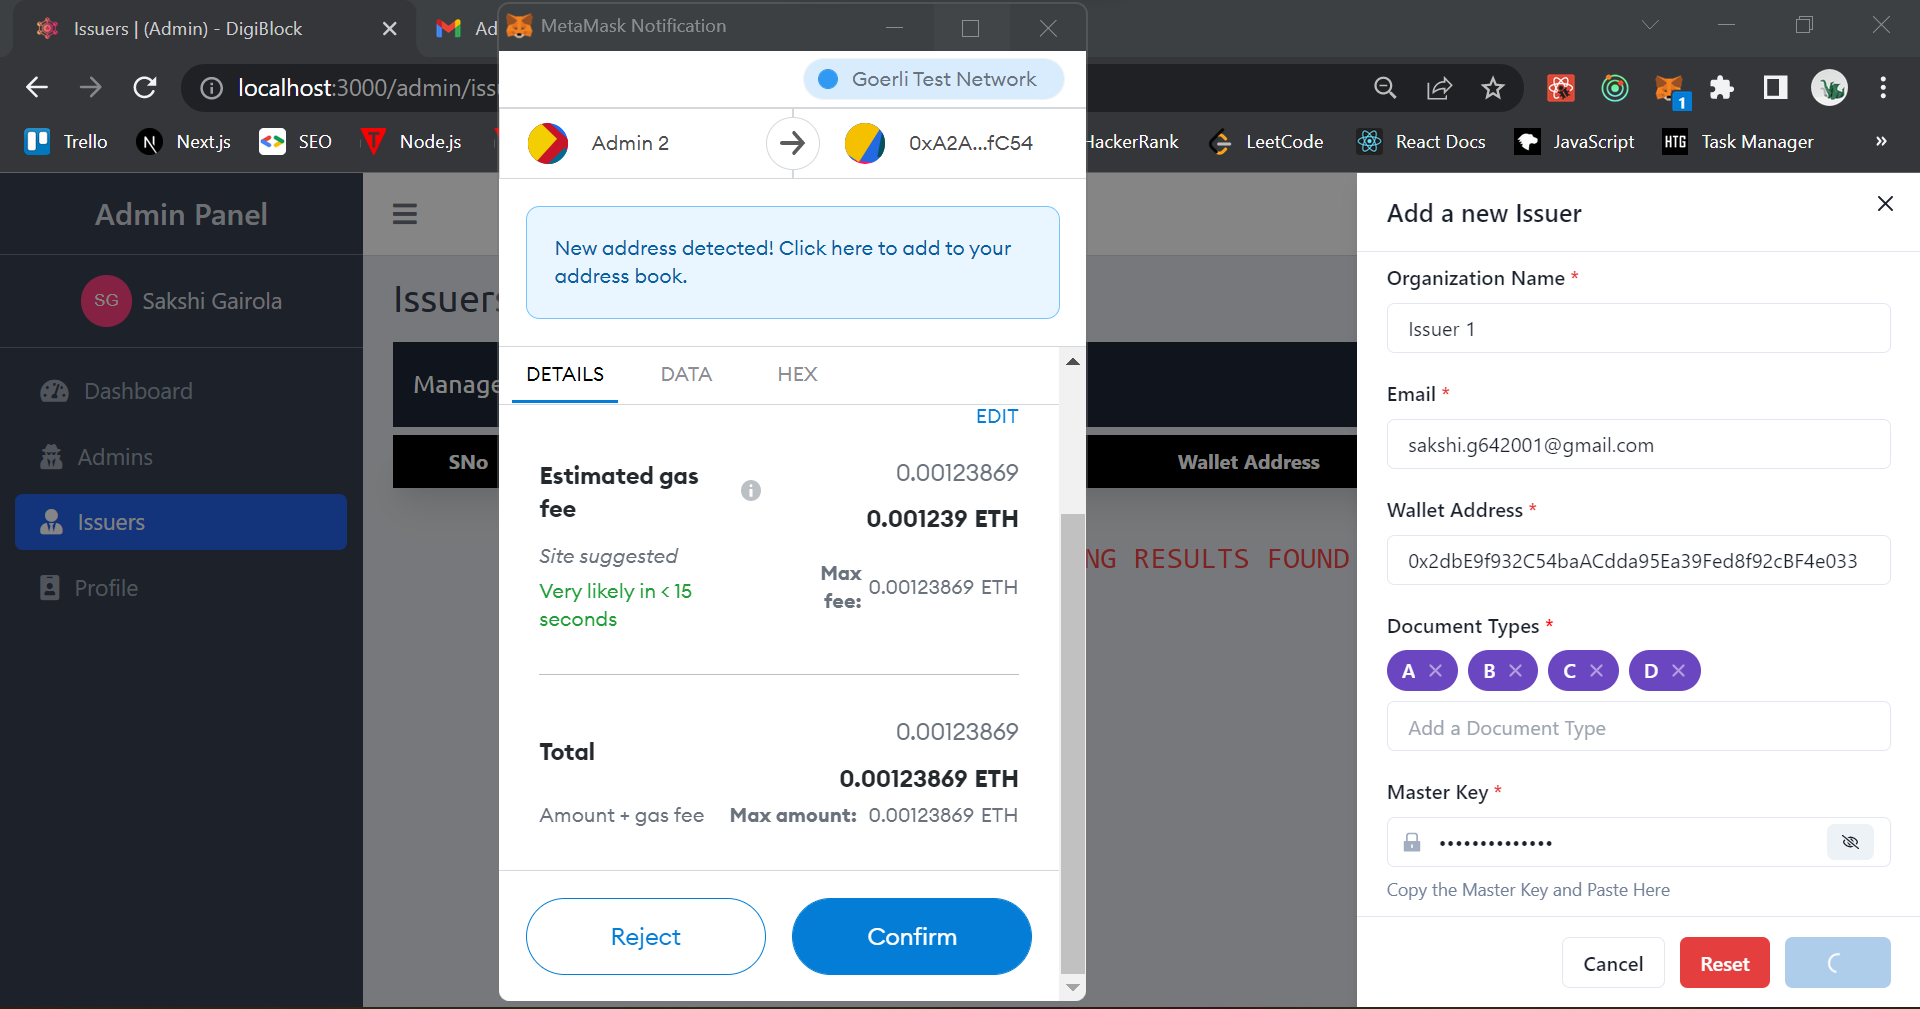 Issuers | (Admin) - DigiBlock
Ad
MetaMask Notification
localhost:3000/admin/iss
1
Trello
Next.js
SEO
Node.js
HackerRank
LeetCode
React Docs
JavaScript
HTG
Task Manager
»
Goerli Test Network
Admin 2
0xA2A...fC54
New address detected! Click here to add to your
address book.
DETAILS
DATA
HEX
EDIT
Estimated gas
fee
0.00123869
0.001239 ETH
Site suggested
Very likely in < 15
seconds
Max
fee:
0.00123869 ETH
Total
0.00123869
0.00123869 ETH
Amount + gas fee
Max amount:
0.00123869 ETH
Reject
Confirm
Admin Panel
SG
Sakshi Gairola
Dashboard
Admins
Issuers
Profile
Issuers
Manage
SNo
Wallet Address
NG RESULTS FOUND
Add a new Issuer
Organization Name *
Issuer 1
Email *
sakshi.g642001@gmail.com
Wallet Address *
0x2dbE9f932C54baACdda95Ea39Fed8f92cBF4e033
Document Types *
A
B
C
D
Add a Document Type
Master Key *
••••••••••••••
Copy the Master Key and Paste Here
Cancel
Reset